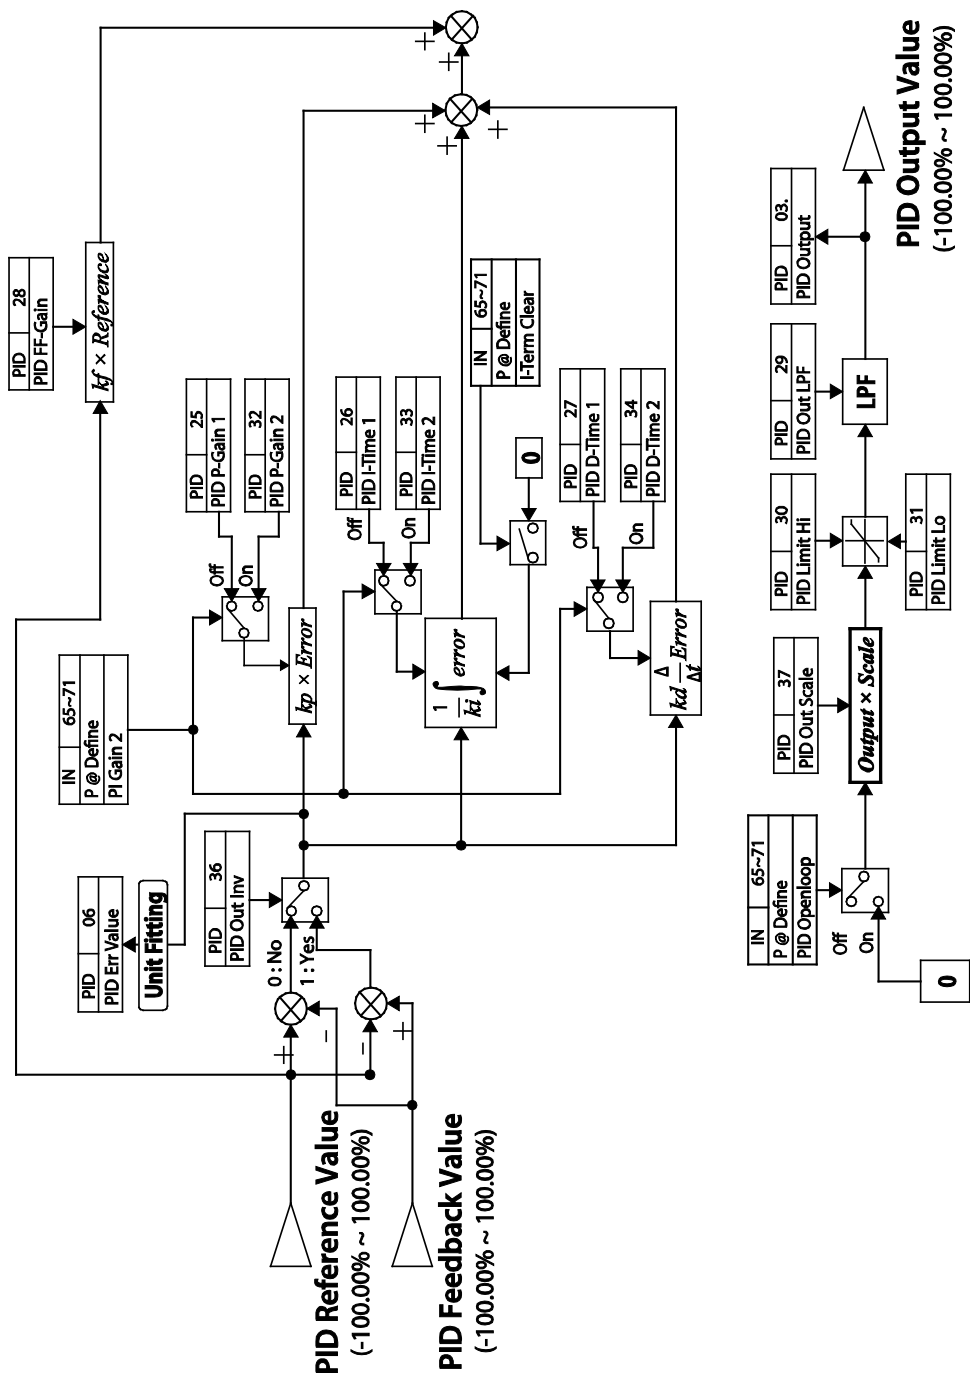 PID Reference Value
(-100.00% ~ 100.00%)
PID Feedback Value
(-100.00% ~ 100.00%)
+
−
−
+
0 : No
1 : Yes
PID 06
PID Err Value
Unit Fitting
PID 36
PID Out Inv
IN 65~71
P @ Define
PI Gain 2
PID 28
PID FF-Gain
kf × Reference
PID 25
PID P-Gain 1
PID 32
PID P-Gain 2
Off
On
kp × Error
PID 26
PID I-Time 1
PID 33
PID I-Time 2
Off
On
1/ki ∫ error
IN 65~71
P @ Define
I-Term Clear
0
PID 27
PID D-Time 1
PID 34
PID D-Time 2
Off
On
kd Δ/Δt Error
+
+
+
+
+
IN 65~71
P @ Define
PID Openloop
Off
On
0
PID 37
PID Out Scale
Output × Scale
PID 30
PID Limit Hi
PID 31
PID Limit Lo
PID 29
PID Out LPF
LPF
PID 03.
PID Output
PID Output Value
(-100.00% ~ 100.00%)